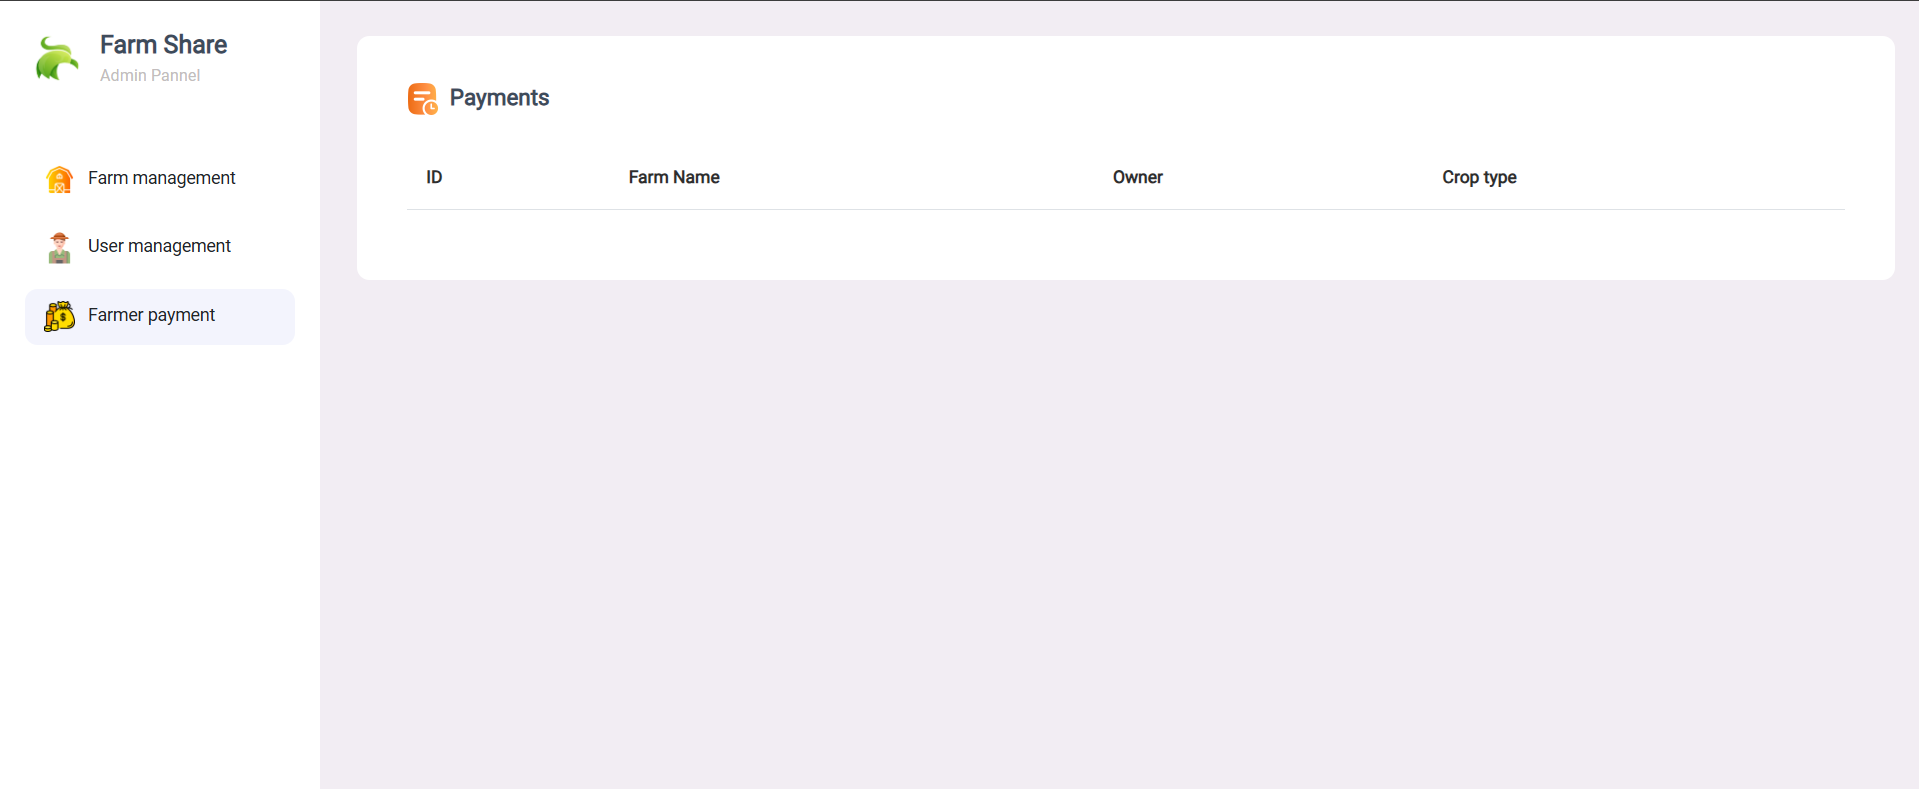 Farm Share
Admin Pannel
Farm management
User management
Farmer payment
Payments
ID Farm Name Owner Crop type